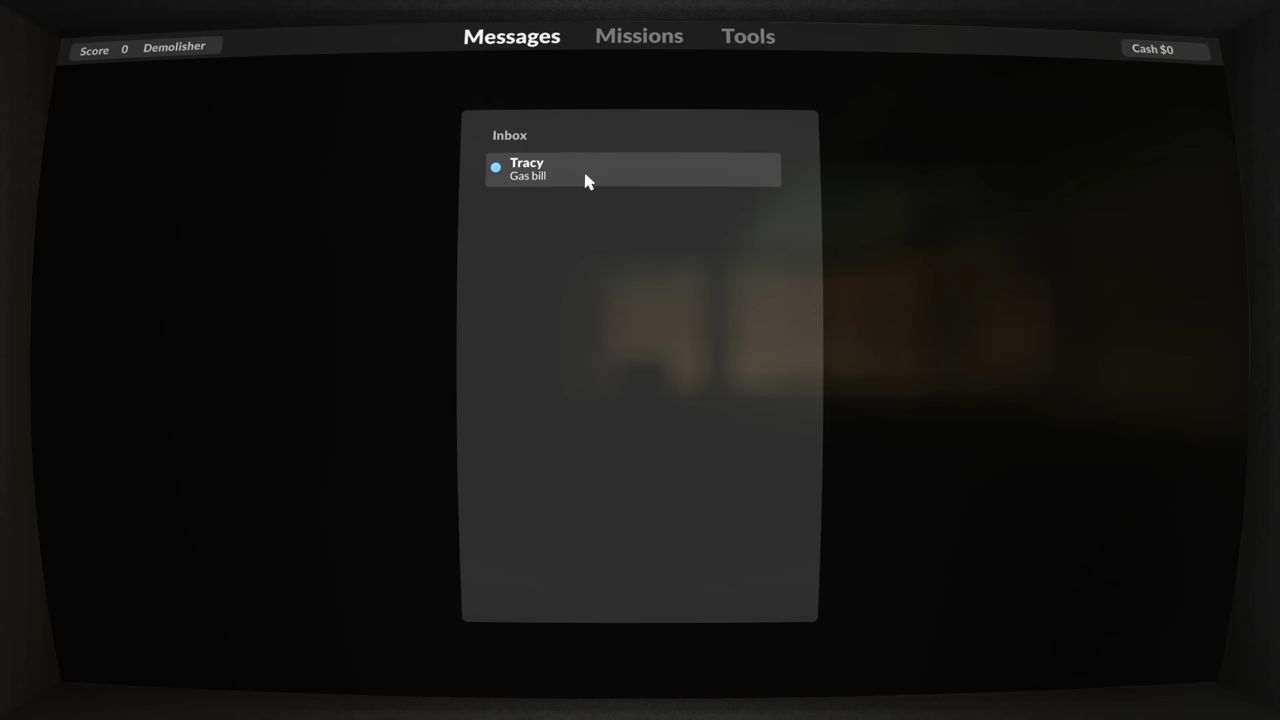 Score 0 Demolisher
Messages Missions Tools
Cash $0
Inbox
Tracy
Gas bill